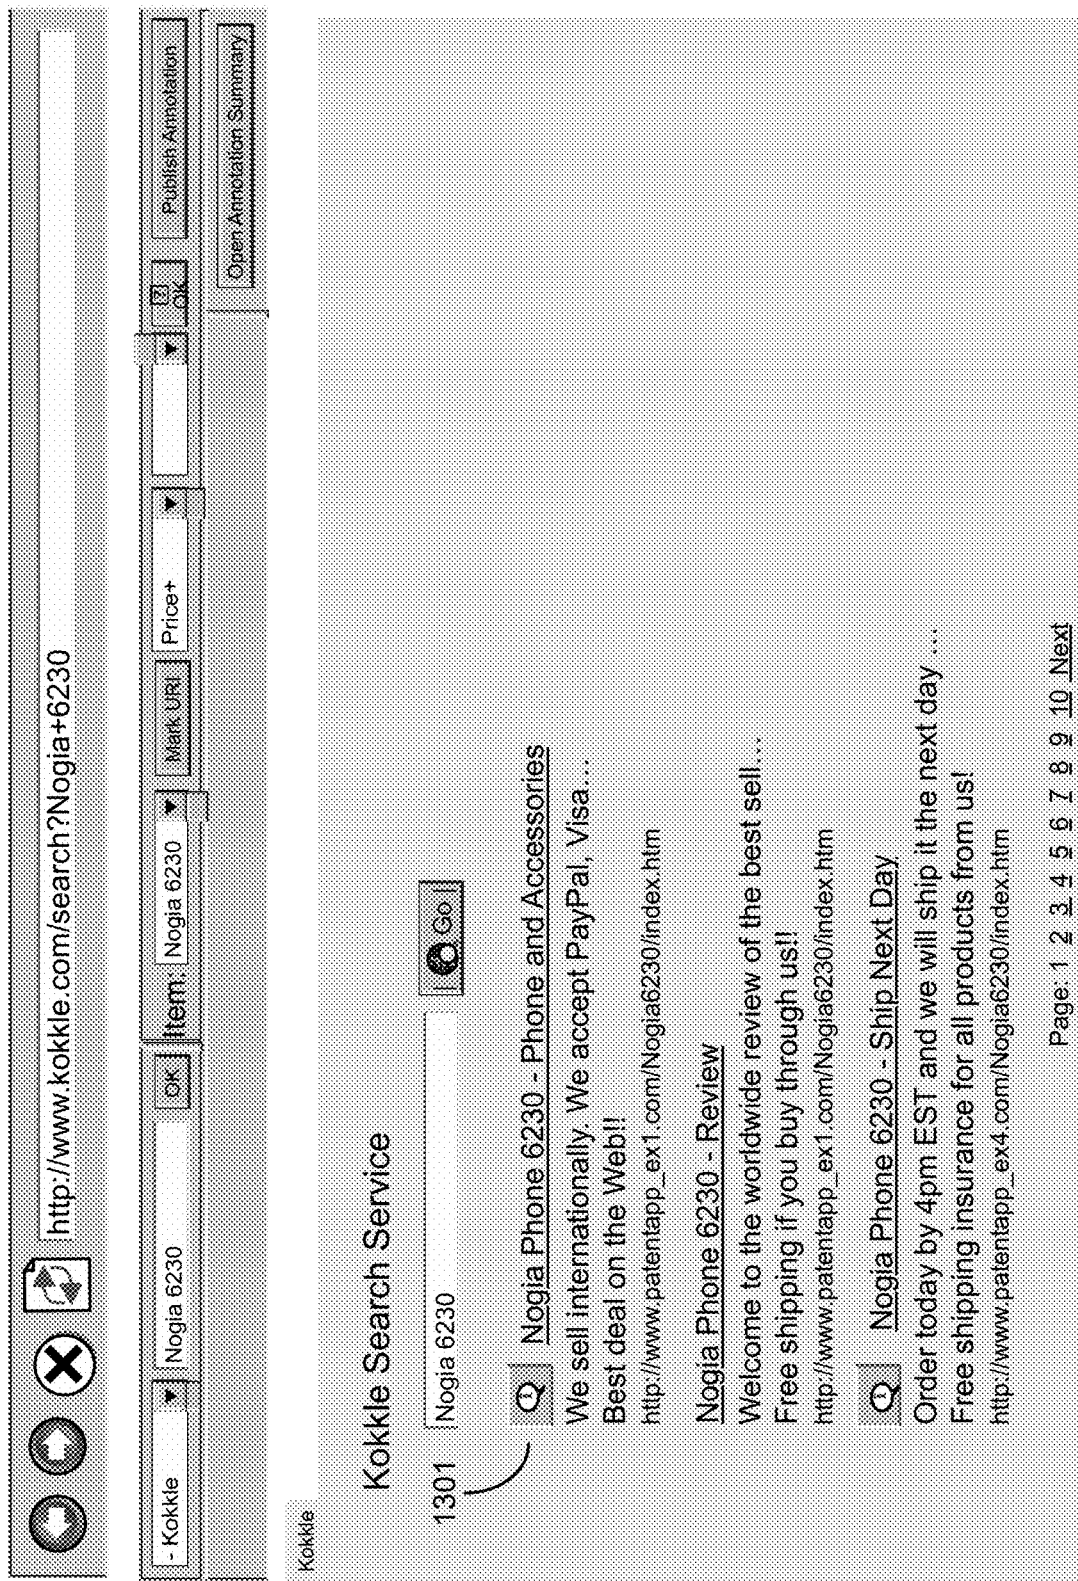 http://www.kokkle.com/search?Nogia+6230
- Kokkle
Nogia 6230
OK
Item:
Nogia 6230
Mark URI
Price+
?
OK
Publish Annotation
Open Annotation Summary
Kokkle
Kokkle Search Service
1301
Nogia 6230
Go
Nogia Phone 6230 - Phone and Accessories
We sell internationally. We accept PayPal, Visa...
Best deal on the Web!!
http://www.patentapp_ex1.com/Nogia6230/index.htm
Nogia Phone 6230 - Review
Welcome to the worldwide review of the best sell...
Free shipping if you buy through us!!
http://www.patentapp_ex1.com/Nogia6230/index.htm
Nogia Phone 6230 - Ship Next Day
Order today by 4pm EST and we will ship it the next day ...
Free shipping insurance for all products from us!
http://www.patentapp_ex4.com/Nogia6230/index.htm
Page: 1 2 3 4 5 6 7 8 9 10 Next